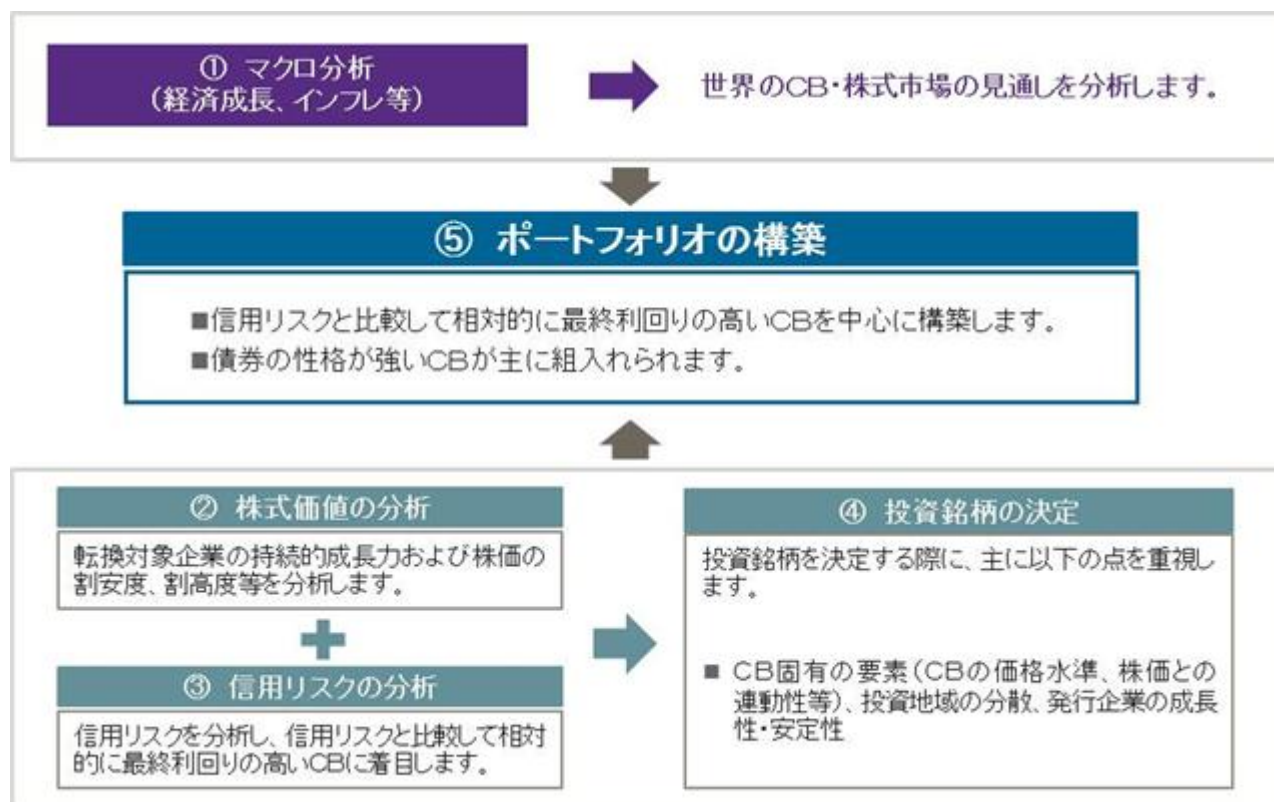 ① マクロ分析
（経済成長、インフレ等）
世界のCB・株式市場の見通しを分析します。
⑤ ポートフォリオの構築
■信用リスクと比較して相対的に最終利回りの高いCBを中心に構築します。
■債券の性格が強いCBが主に組入れられます。
② 株式価値の分析
転換対象企業の持続的成長力および株価の
割安度、割高度等を分析します。
③ 信用リスクの分析
信用リスクを分析し、信用リスクと比較して相対
的に最終利回りの高いCBに着目します。
④ 投資銘柄の決定
投資銘柄を決定する際に、主に以下の点を重視し
ます。
■ CB固有の要素（CBの価格水準、株価との
連動性等）、投資地域の分散、発行企業の成長
性・安定性